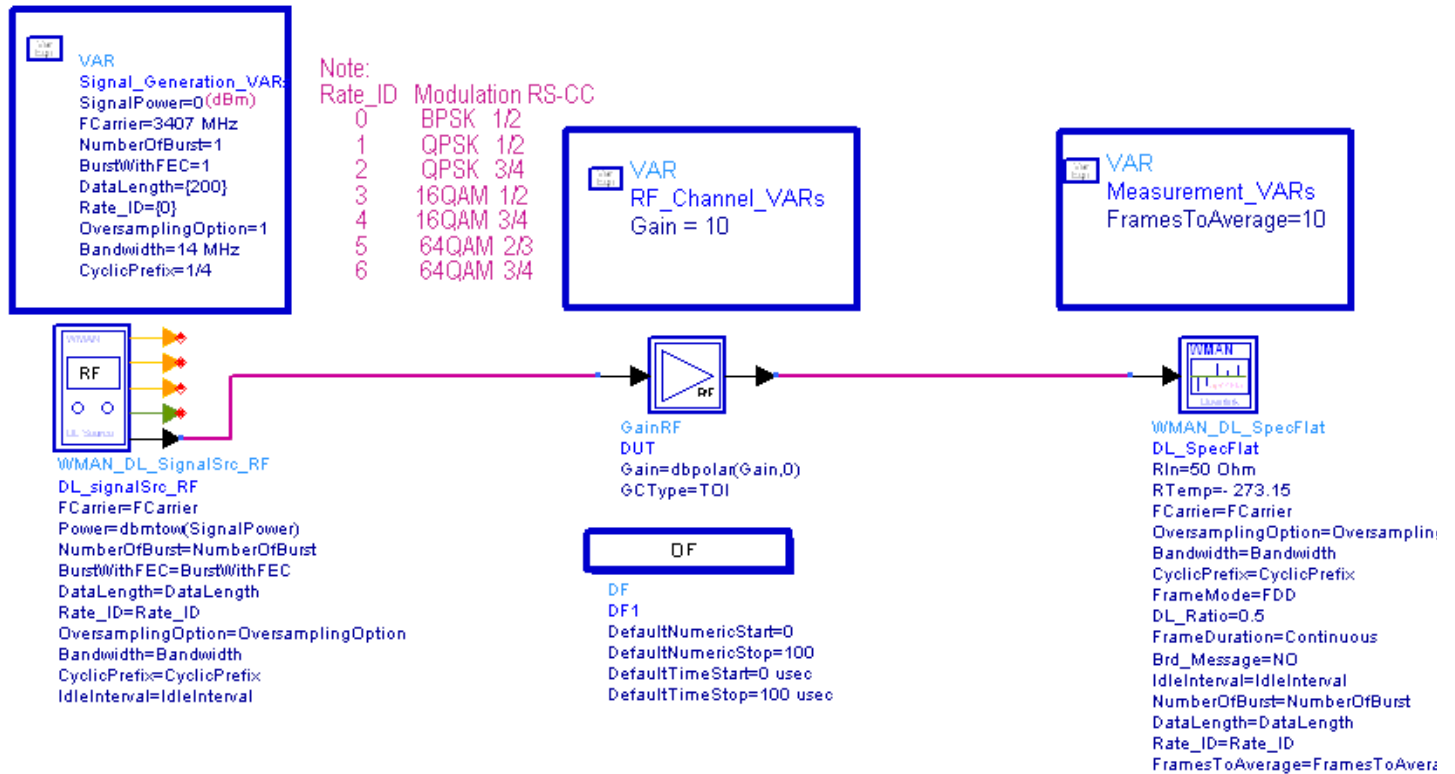 VAR
Signal_Generation_VARs
SignalPower=0(dBm)
FCarrier=3407 MHz
NumberOfBurst=1
BurstWithFEC=1
DataLength={200}
Rate_ID={0}
OversamplingOption=1
Bandwidth=14 MHz
CyclicPrefix=1/4
Note:
Rate_ID Modulation RS-CC
0 BPSK 1/2
1 QPSK 1/2
2 QPSK 3/4
3 16QAM 1/2
4 16QAM 3/4
5 64QAM 2/3
6 64QAM 3/4
VAR
RF_Channel_VARs
Gain = 10
VAR
Measurement_VARs
FramesToAverage=10
WMAN
RF
DL Source
WMAN_DL_SignalSrc_RF
DL_signalSrc_RF
FCarrier=FCarrier
Power=dbmtow(SignalPower)
NumberOfBurst=NumberOfBurst
BurstWithFEC=BurstWithFEC
DataLength=DataLength
Rate_ID=Rate_ID
OversamplingOption=OversamplingOption
Bandwidth=Bandwidth
CyclicPrefix=CyclicPrefix
IdleInterval=IdleInterval
RF
GainRF
DUT
Gain=dbpolar(Gain,0)
GCType=TOI
DF
DF
DF1
DefaultNumericStart=0
DefaultNumericStop=100
DefaultTimeStart=0 usec
DefaultTimeStop=100 usec
WMAN
Downlink
WMAN_DL_SpecFlat
DL_SpecFlat
RIn=50 Ohm
RTemp=-273.15
FCarrier=FCarrier
OversamplingOption=Oversampling
Bandwidth=Bandwidth
CyclicPrefix=CyclicPrefix
FrameMode=FDD
DL_Ratio=0.5
FrameDuration=Continuous
Brd_Message=NO
IdleInterval=IdleInterval
NumberOfBurst=NumberOfBurst
DataLength=DataLength
Rate_ID=Rate_ID
FramesToAverage=FramesToAvera